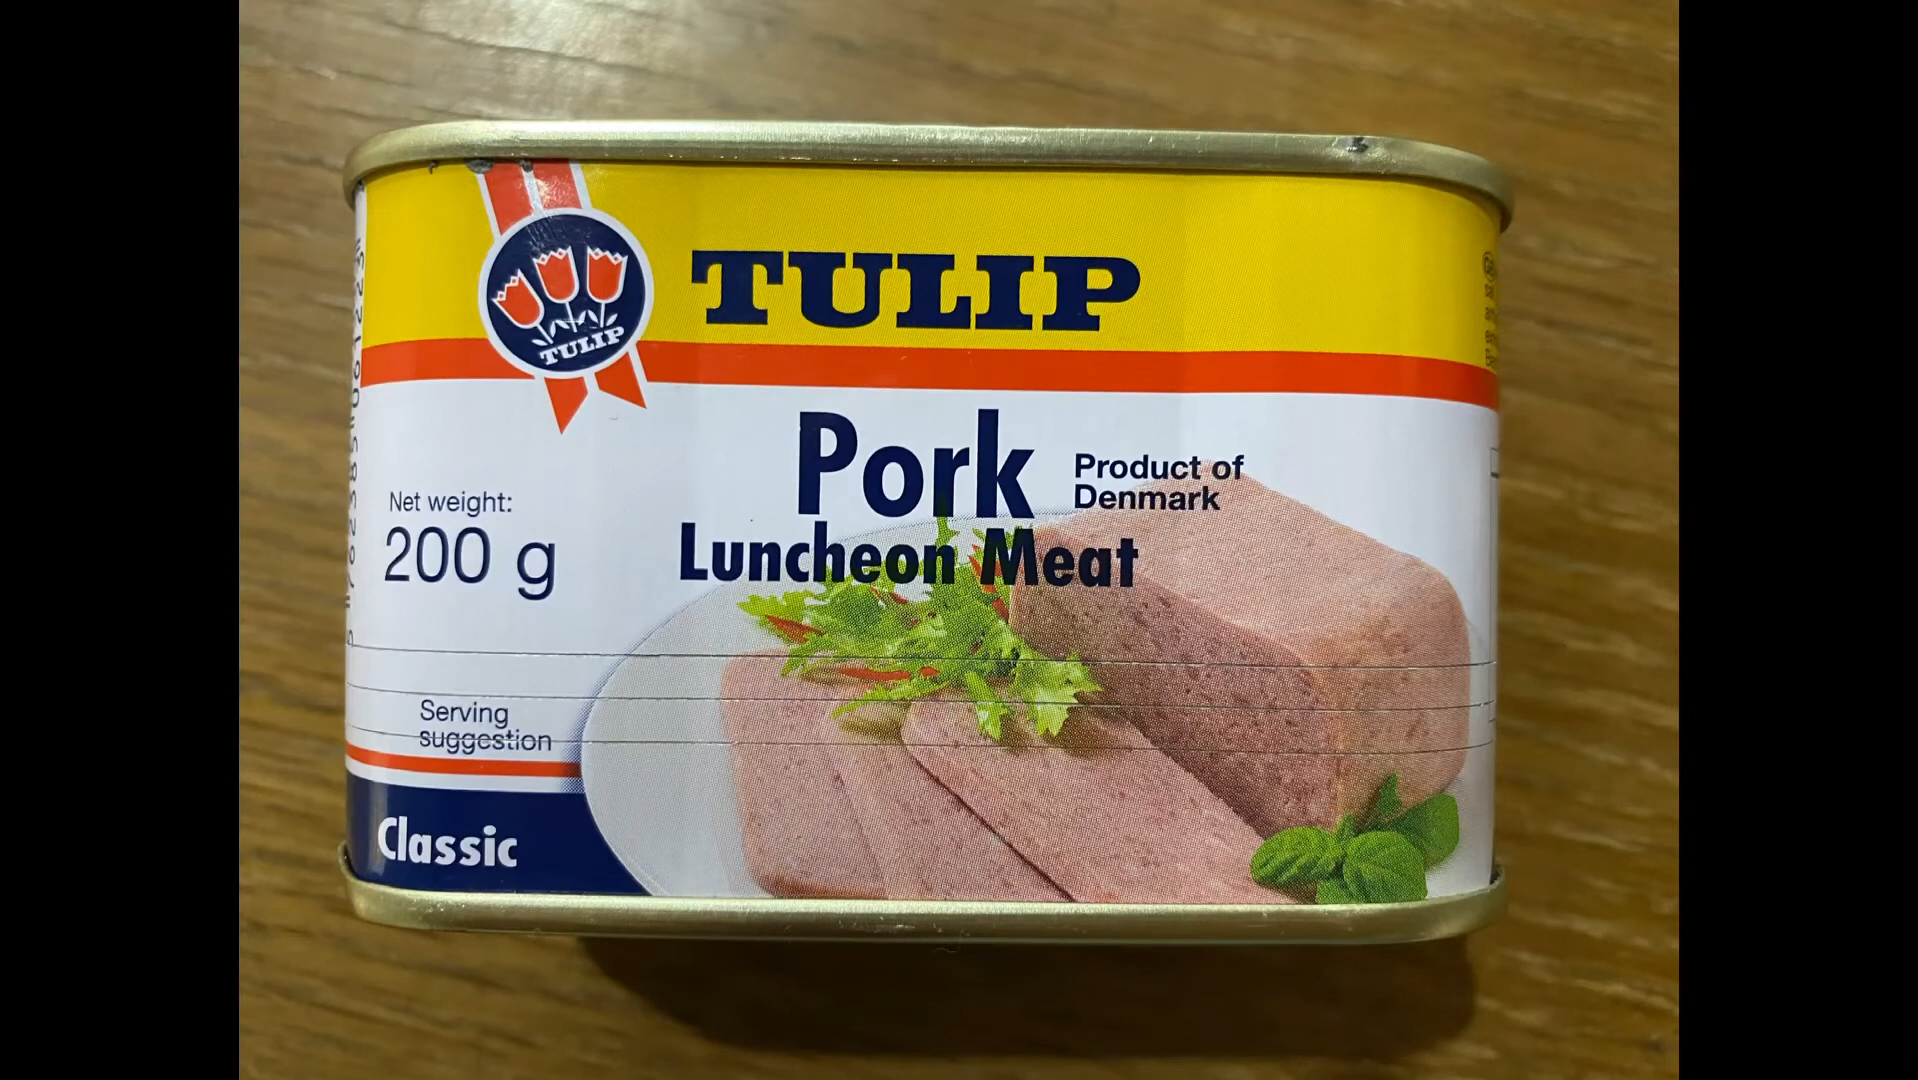 TULIP
TULIP
Pork
Product of
Denmark
Luncheon Meat
Net weight:
200 g
Serving
suggestion
Classic